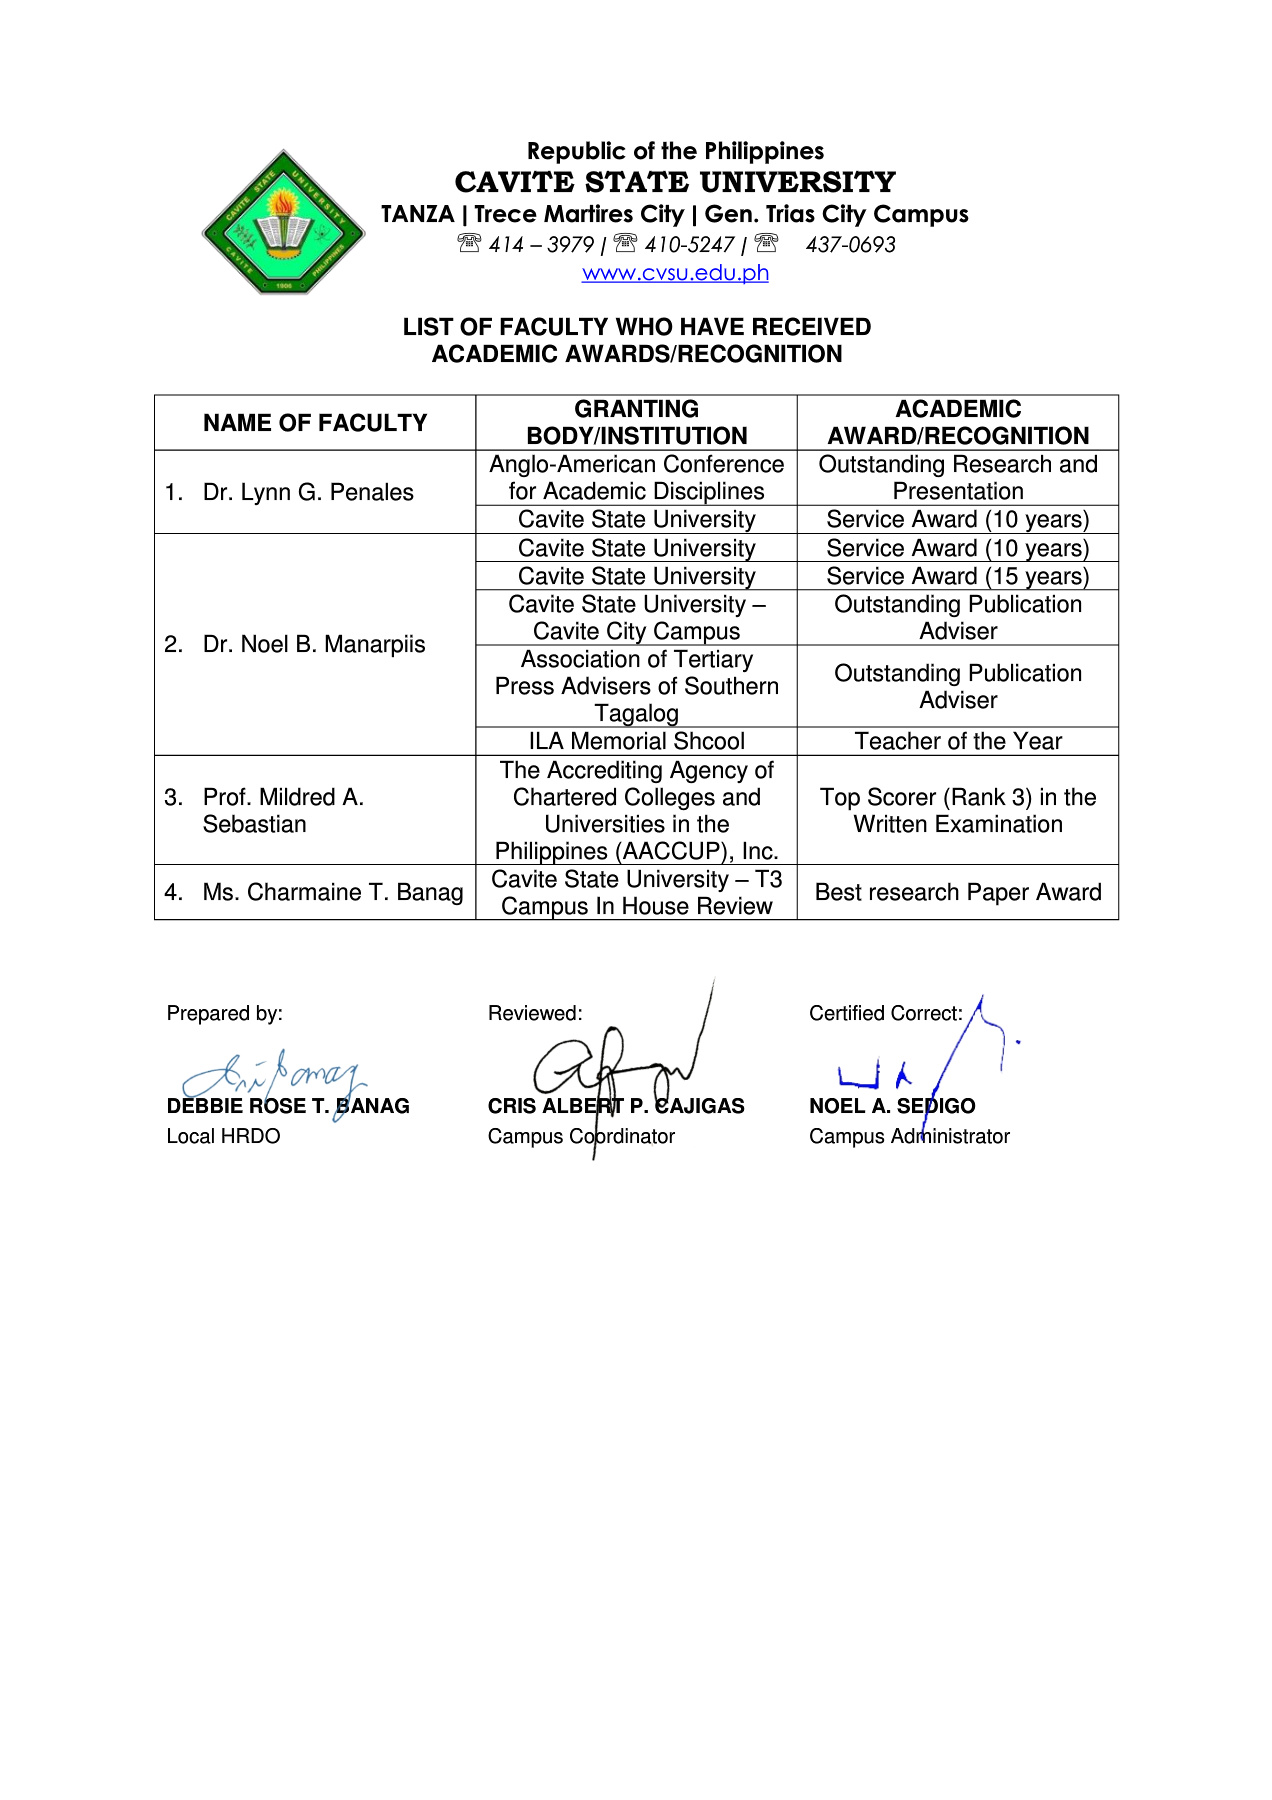 Republic of the Philippines
CAVITE STATE UNIVERSITY
TANZA | Trece Martires City | Gen. Trias City Campus
☏ 414 – 3979 | ☏ 410-5247 | ☏ 437-0693
www.cvsu.edu.ph
CAVITE STATE UNIVERSITY
CAVITE PHILIPPINES
1906
LIST OF FACULTY WHO HAVE RECEIVED
ACADEMIC AWARDS/RECOGNITION
NAME OF FACULTY
GRANTING
BODY/INSTITUTION
ACADEMIC
AWARD/RECOGNITION
1. Dr. Lynn G. Penales
Anglo-American Conference
for Academic Disciplines
Outstanding Research and
Presentation
Cavite State University
Service Award (10 years)
2. Dr. Noel B. Manarpiis
Cavite State University
Service Award (10 years)
Cavite State University
Service Award (15 years)
Cavite State University –
Cavite City Campus
Outstanding Publication
Adviser
Association of Tertiary
Press Advisers of Southern
Tagalog
Outstanding Publication
Adviser
ILA Memorial Shcool
Teacher of the Year
3. Prof. Mildred A.
Sebastian
The Accrediting Agency of
Chartered Colleges and
Universities in the
Philippines (AACCUP), Inc.
Top Scorer (Rank 3) in the
Written Examination
4. Ms. Charmaine T. Banag
Cavite State University – T3
Campus In House Review
Best research Paper Award
Prepared by:
Reviewed:
Certified Correct:
DEBBIE ROSE T. BANAG
CRIS ALBERT P. CAJIGAS
NOEL A. SEDIGO
Local HRDO
Campus Coordinator
Campus Administrator